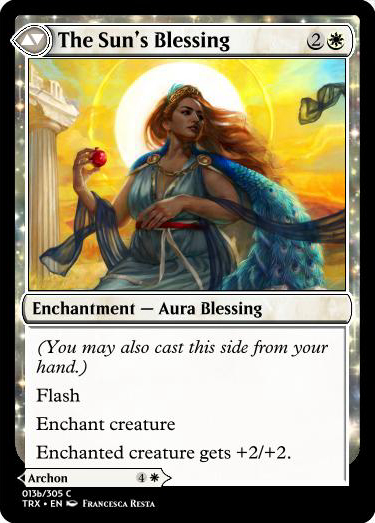 The Sun's Blessing 2
Enchantment — Aura Blessing
(You may also cast this side from your
hand.)
Flash
Enchant creature
Enchanted creature gets +2/+2.
Archon 4
013b/305 C
TRX • EN Francesca Resta